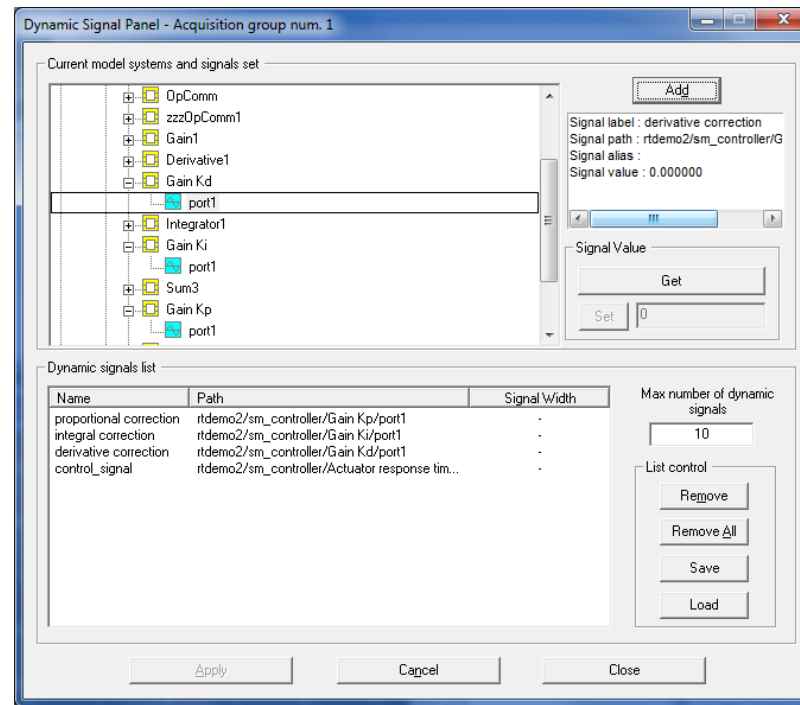 Dynamic Signal Panel - Acquisition group num. 1
Current model systems and signals set
OpComm
zzzOpComm1
Gain1
Derivative1
Gain Kd
port1
Integrator1
Gain Ki
port1
Sum3
Gain Kp
port1
Add
Signal label : derivative correction
Signal path : rtdemo2/sm_controller/G
Signal alias :
Signal value : 0.000000
Signal Value
Get
Set 0
Dynamic signals list
Name Path Signal Width
proportional correction rtdemo2/sm_controller/Gain Kp/port1 -
integral correction rtdemo2/sm_controller/Gain Ki/port1 -
derivative correction rtdemo2/sm_controller/Gain Kd/port1 -
control_signal rtdemo2/sm_controller/Actuator response tim... -
Max number of dynamic
signals
10
List control
Remove
Remove All
Save
Load
Apply Cancel Close